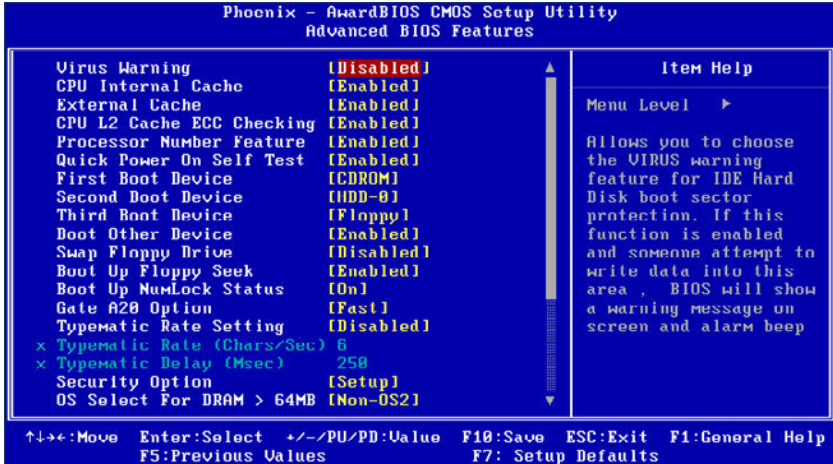 Phoenix - AwardBIOS CMOS Setup Utility
Advanced BIOS Features
Virus Warning [Disabled]
CPU Internal Cache [Enabled]
External Cache [Enabled]
CPU L2 Cache ECC Checking [Enabled]
Processor Number Feature [Enabled]
Quick Power On Self Test [Enabled]
First Boot Device [CDROM]
Second Boot Device [HDD-0]
Third Boot Device [Floppy]
Boot Other Device [Enabled]
Swap Floppy Drive [Disabled]
Boot Up Floppy Seek [Enabled]
Boot Up NumLock Status [On]
Gate A20 Option [Fast]
Typematic Rate Setting [Disabled]
x Typematic Rate (Chars/Sec) 6
x Typematic Delay (Msec) 250
Security Option [Setup]
OS Select For DRAM > 64MB [Non-OS2]
Item Help
Menu Level ►
Allows you to choose
the VIRUS warning
feature for IDE Hard
Disk boot sector
protection. If this
function is enabled
and someone attempt to
write data into this
area , BIOS will show
a warning message on
screen and alarm beep
↑↓→←:Move Enter:Select +/-/PU/PD:Value F10:Save ESC:Exit F1:General Help
F5:Previous Values F7: Setup Defaults